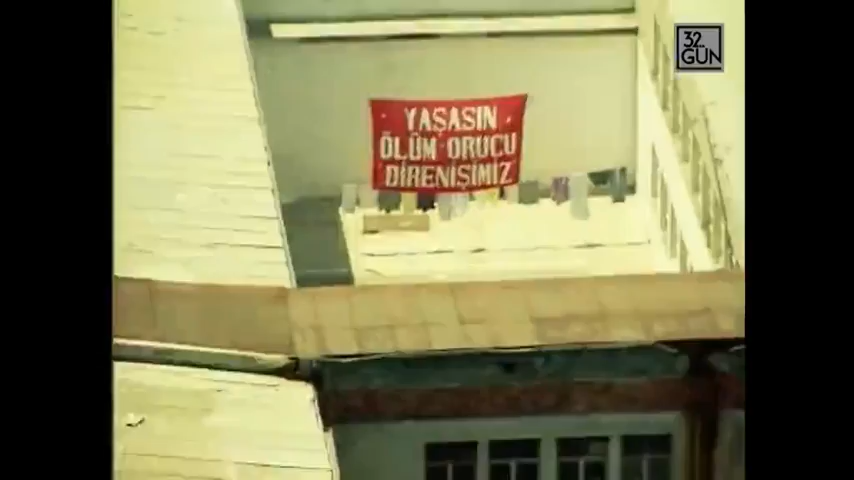 32.
GÜN
YAŞASIN
ÖLÜM ORUCU
DİRENİŞİMİZ